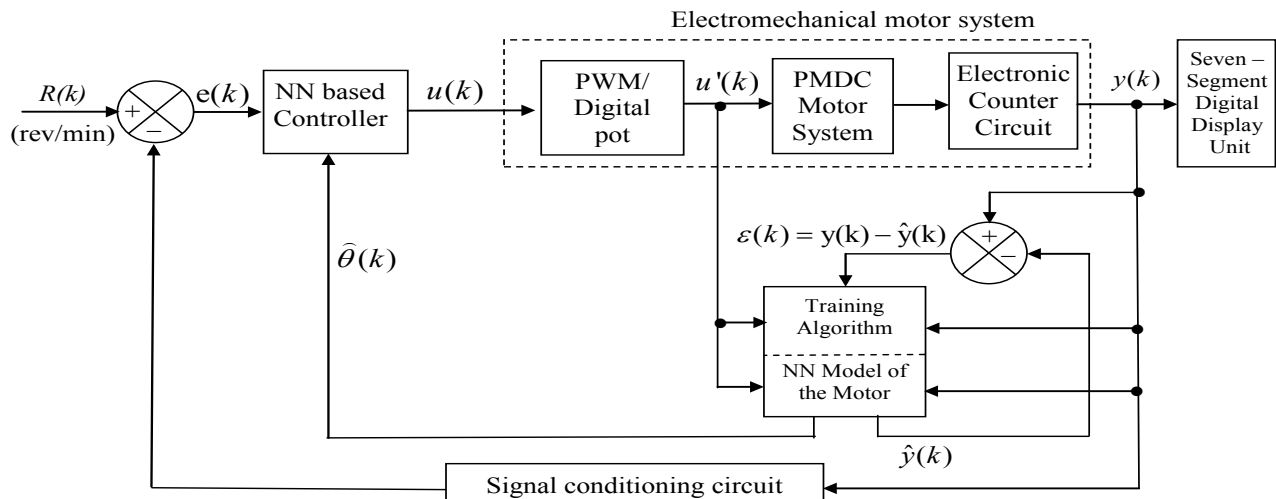 Electromechanical motor system
R(k)
(rev/min)
+
−
e(k)
NN based
Controller
u(k)
PWM/
Digital
pot
u'(k)
PMDC
Motor
System
Electronic
Counter
Circuit
y(k)
Seven –
Segment
Digital
Display
Unit
θ̂(k)
ε(k) = y(k) − ŷ(k)
+
−
Training
Algorithm
NN Model of
the Motor
ŷ(k)
Signal conditioning circuit